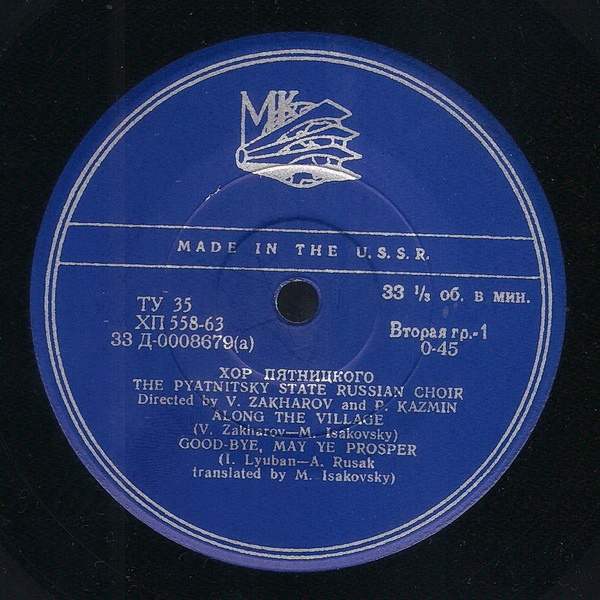 МК
MADE IN THE U.S.S.R.
33 ⅓ об. в мин.
ТУ 35
ХП 558-63
33 Д-0008679(а)
Вторая гр.-1
0-45
ХОР ПЯТНИЦКОГО
THE PYATNITSKY STATE RUSSIAN CHOIR
Directed by V. ZAKHAROV and P. KAZMIN
ALONG THE VILLAGE
(V. Zakharov—M. Isakovsky)
GOOD-BYE, MAY YE PROSPER
(I. Lyuban—A. Rusak
translated by M. Isakovsky)